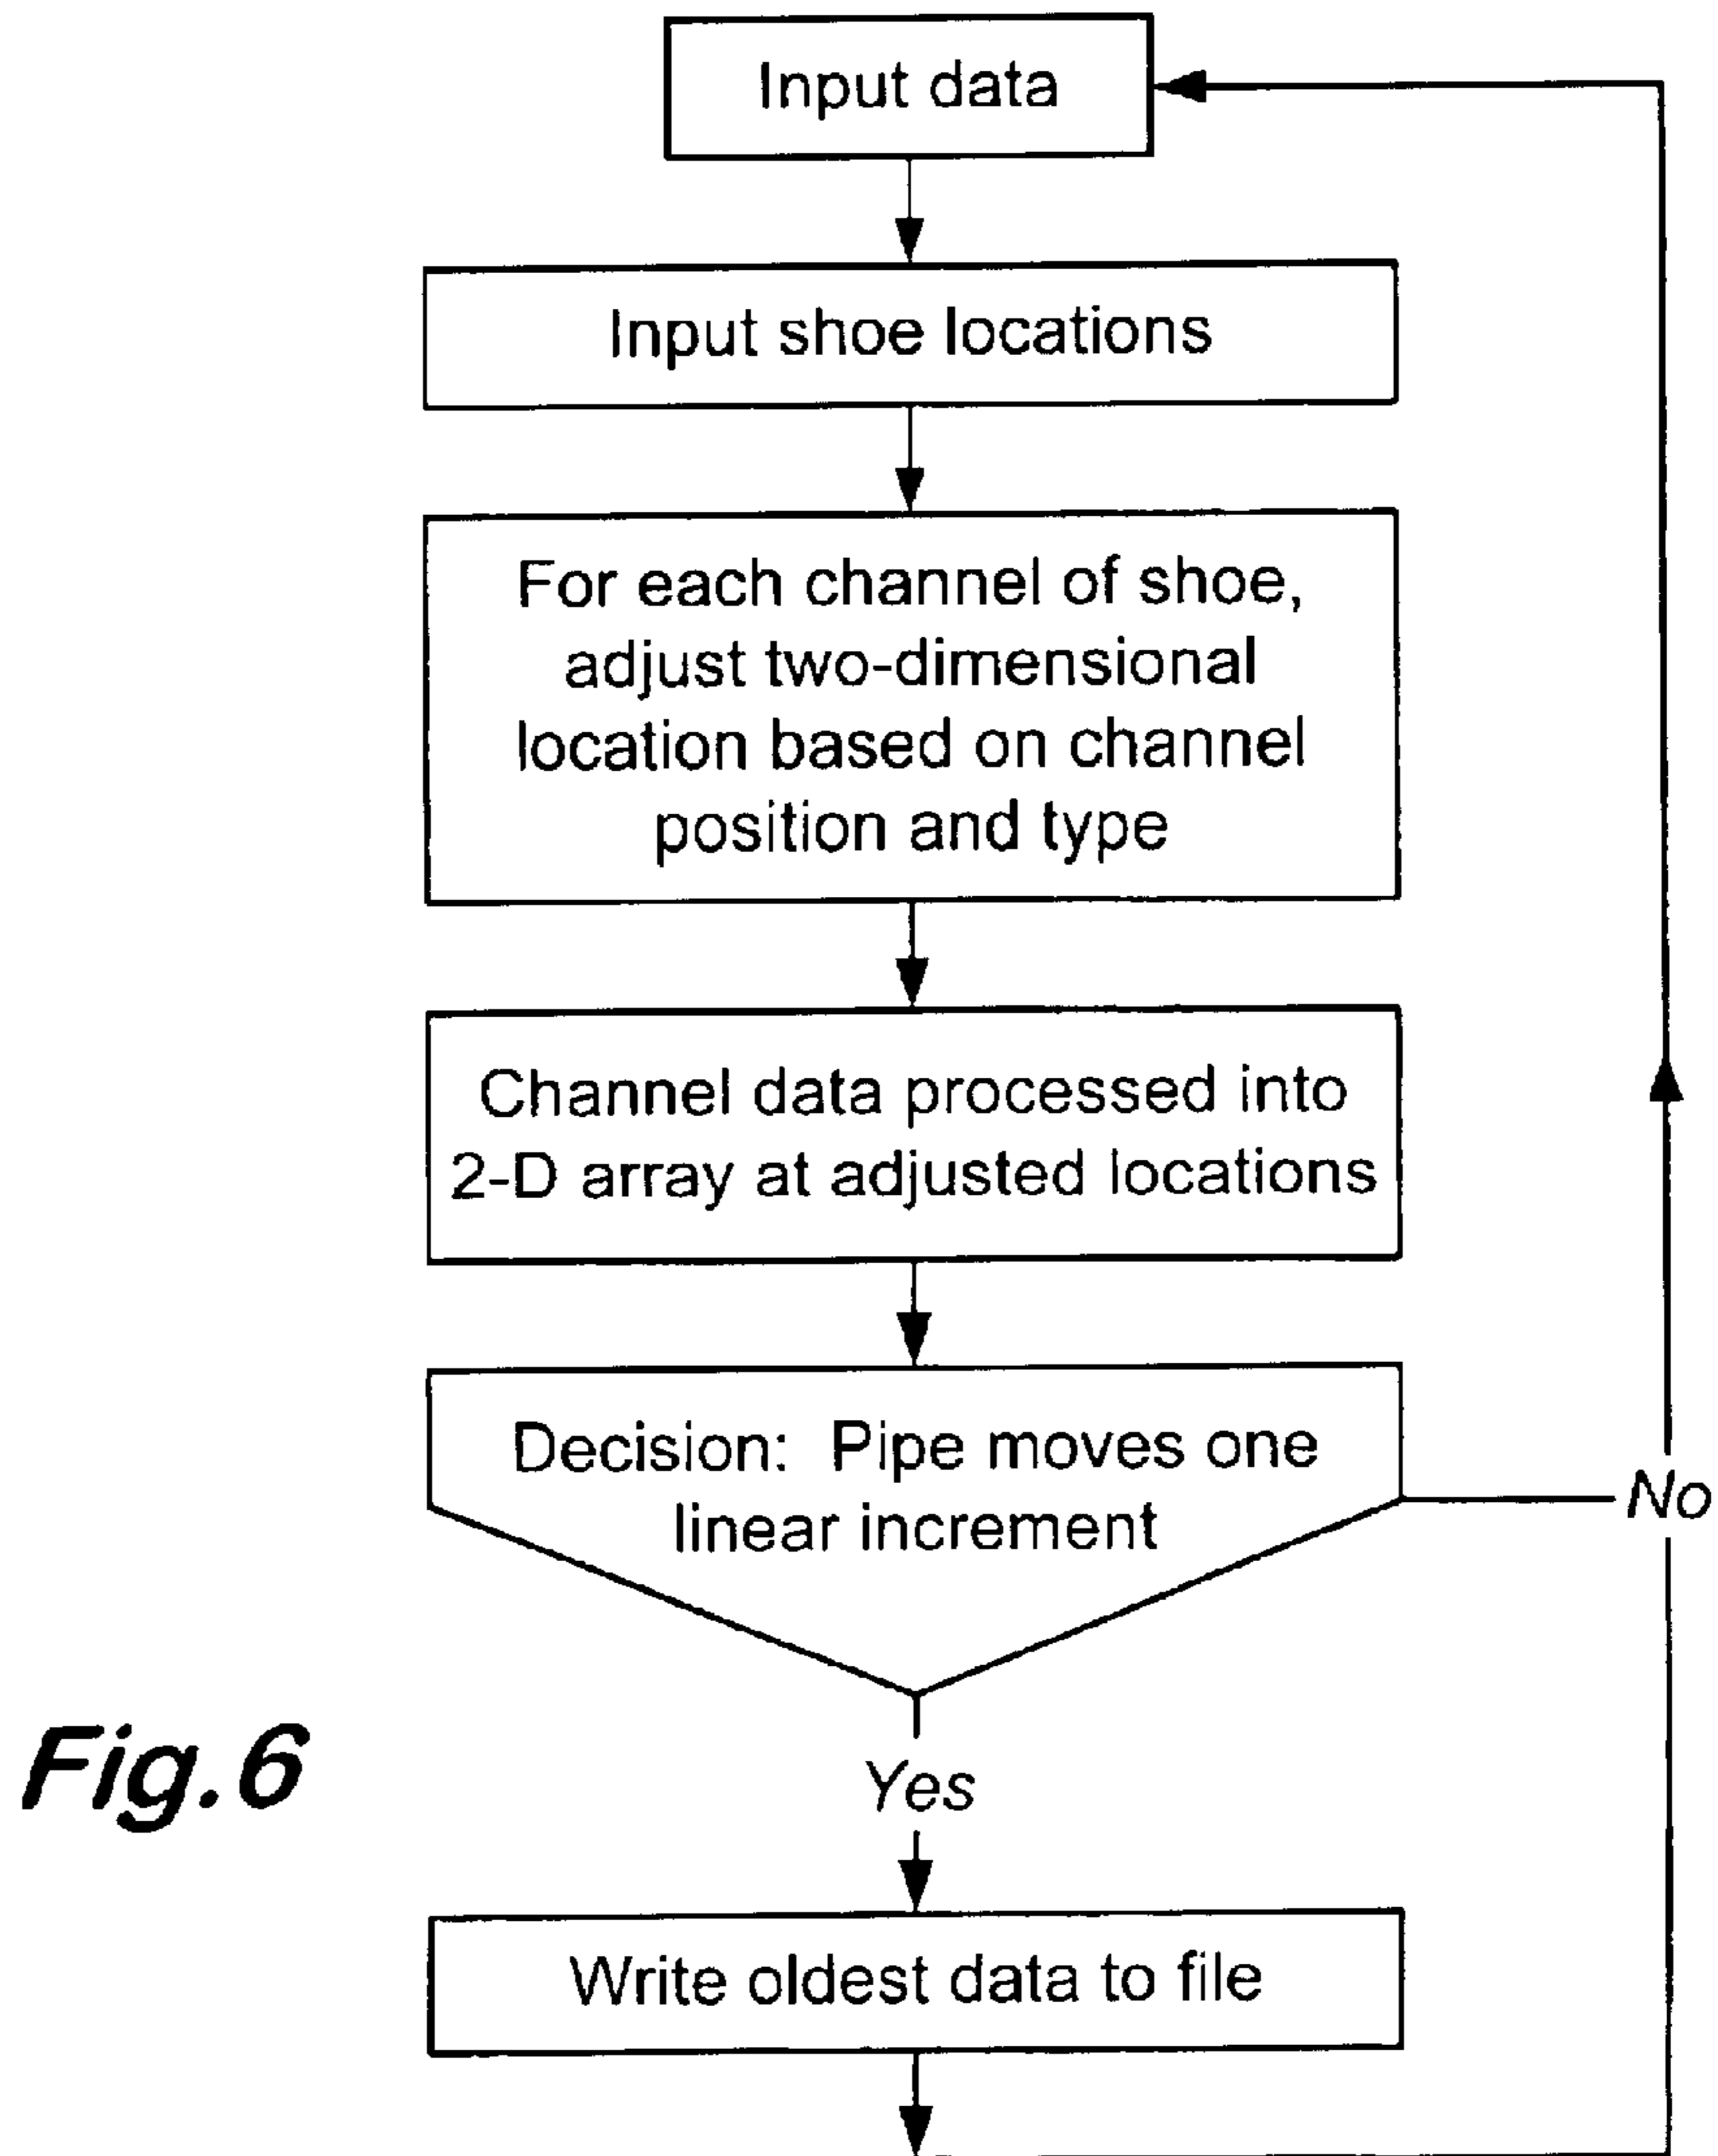 Input data
Input shoe locations
For each channel of shoe,
adjust two-dimensional
location based on channel
position and type
Channel data processed into
2-D array at adjusted locations
Decision: Pipe moves one
linear increment
No
Yes
Write oldest data to file
Fig.6